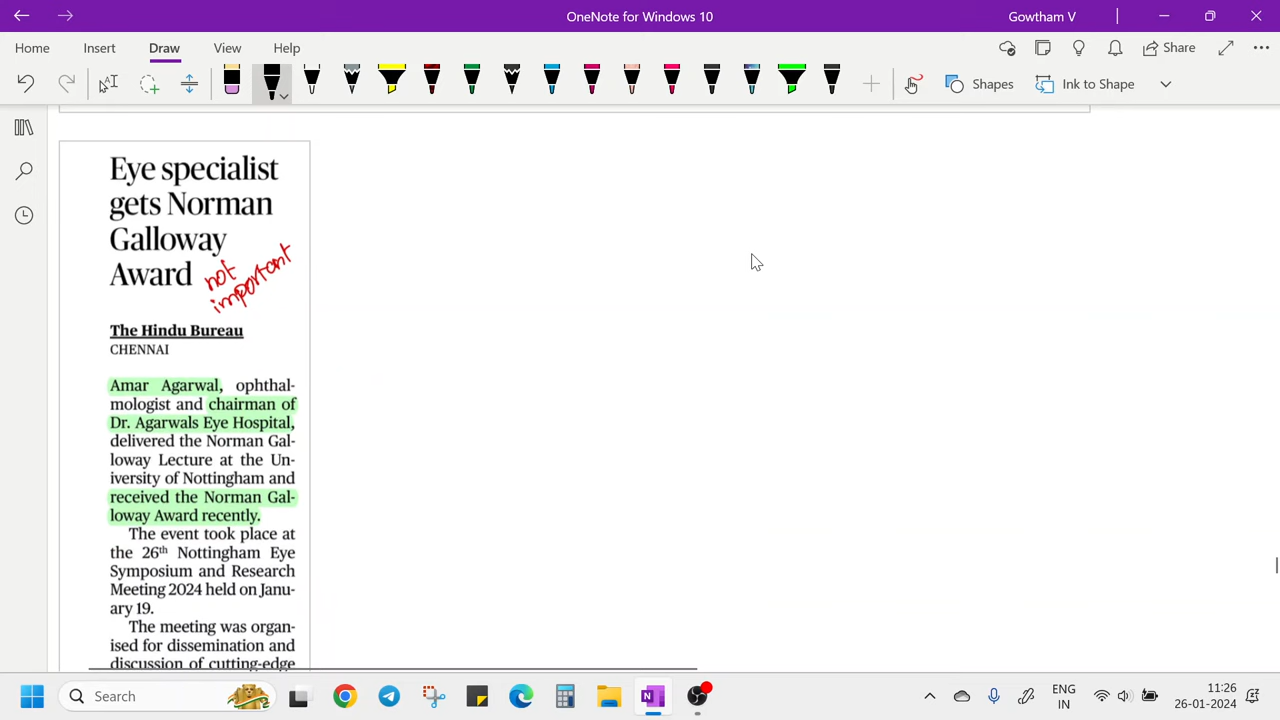 OneNote for Windows 10
Gowtham V
Home Insert Draw View Help
Share
Shapes
Ink to Shape
Eye specialist
gets Norman
Galloway
Award
not
important
The Hindu Bureau
CHENNAI
Amar Agarwal, ophthal-
mologist and chairman of
Dr. Agarwals Eye Hospital,
delivered the Norman Gal-
loway Lecture at the Un-
iversity of Nottingham and
received the Norman Gal-
loway Award recently.
The event took place at
the 26th Nottingham Eye
Symposium and Research
Meeting 2024 held on Janu-
ary 19.
The meeting was organ-
ised for dissemination and
discussion of cutting-edge
Search
ENG
IN
11:26
26-01-2024